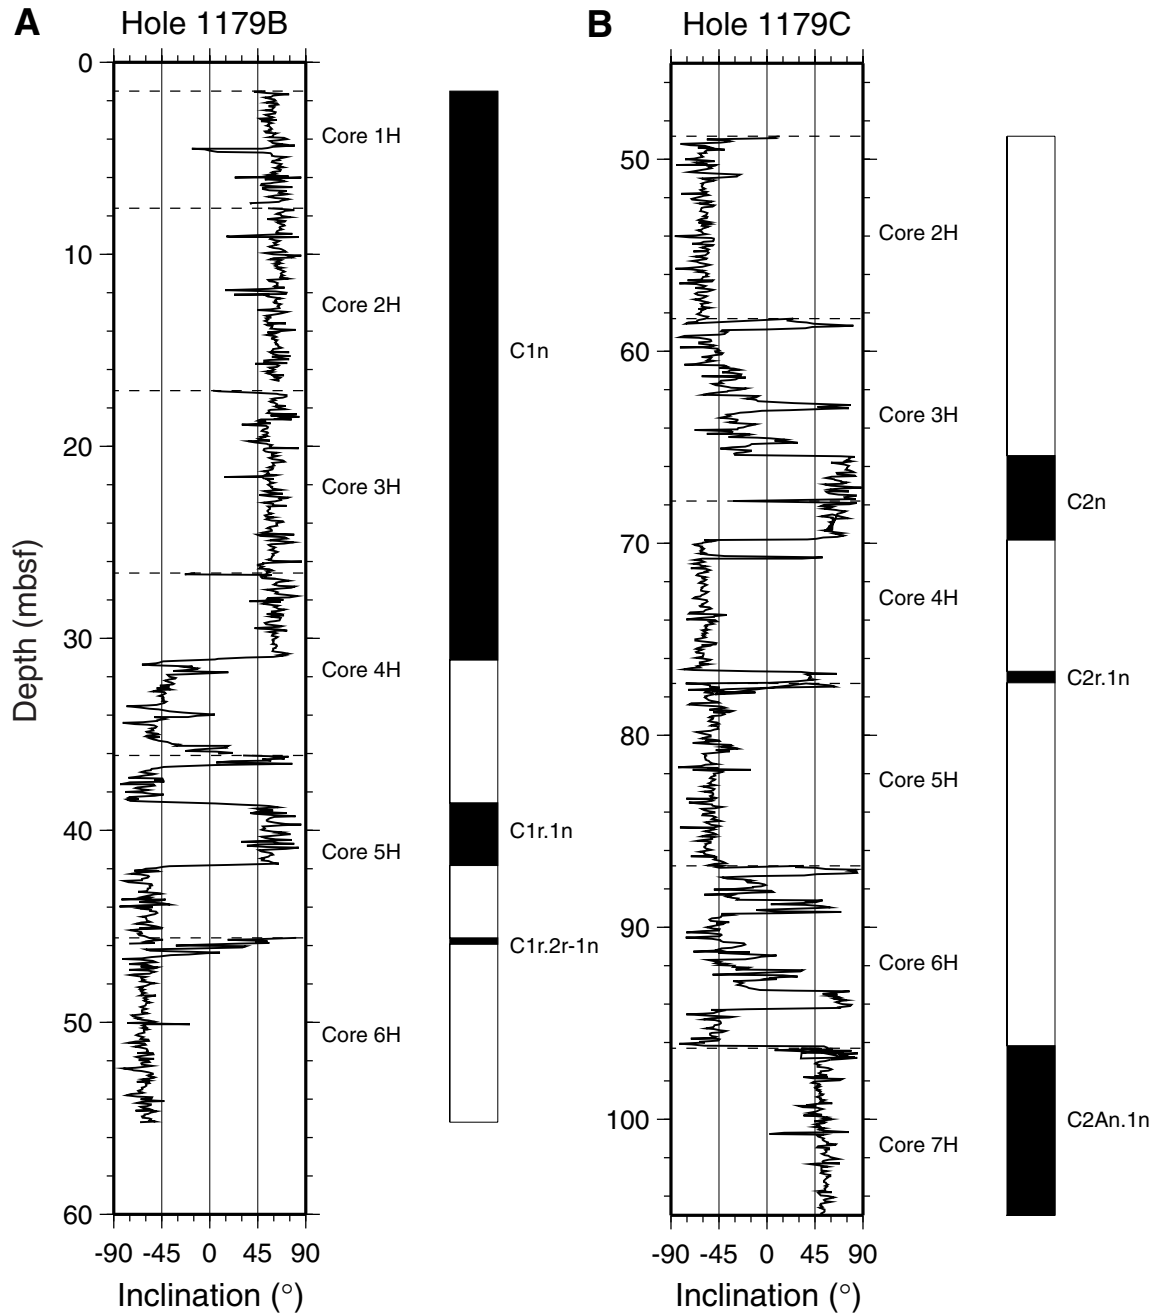 A Hole 1179B
Depth (mbsf)
0
10
20
30
40
50
60
-90 -45 0 45 90
Inclination (°)
Core 1H
Core 2H
Core 3H
Core 4H
Core 5H
Core 6H
C1n
C1r.1n
C1r.2r-1n
B Hole 1179C
50
60
70
80
90
100
-90 -45 0 45 90
Inclination (°)
Core 2H
Core 3H
Core 4H
Core 5H
Core 6H
Core 7H
C2n
C2r.1n
C2An.1n